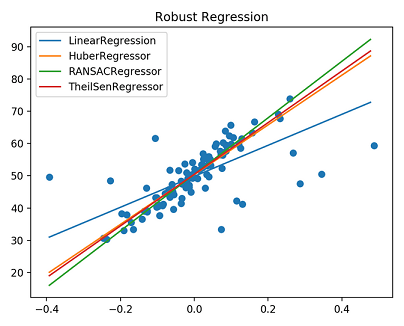 Robust Regression
LinearRegression
HuberRegressor
RANSACRegressor
TheilSenRegressor
90
80
70
60
50
40
30
20
−0.4 −0.2 0.0 0.2 0.4